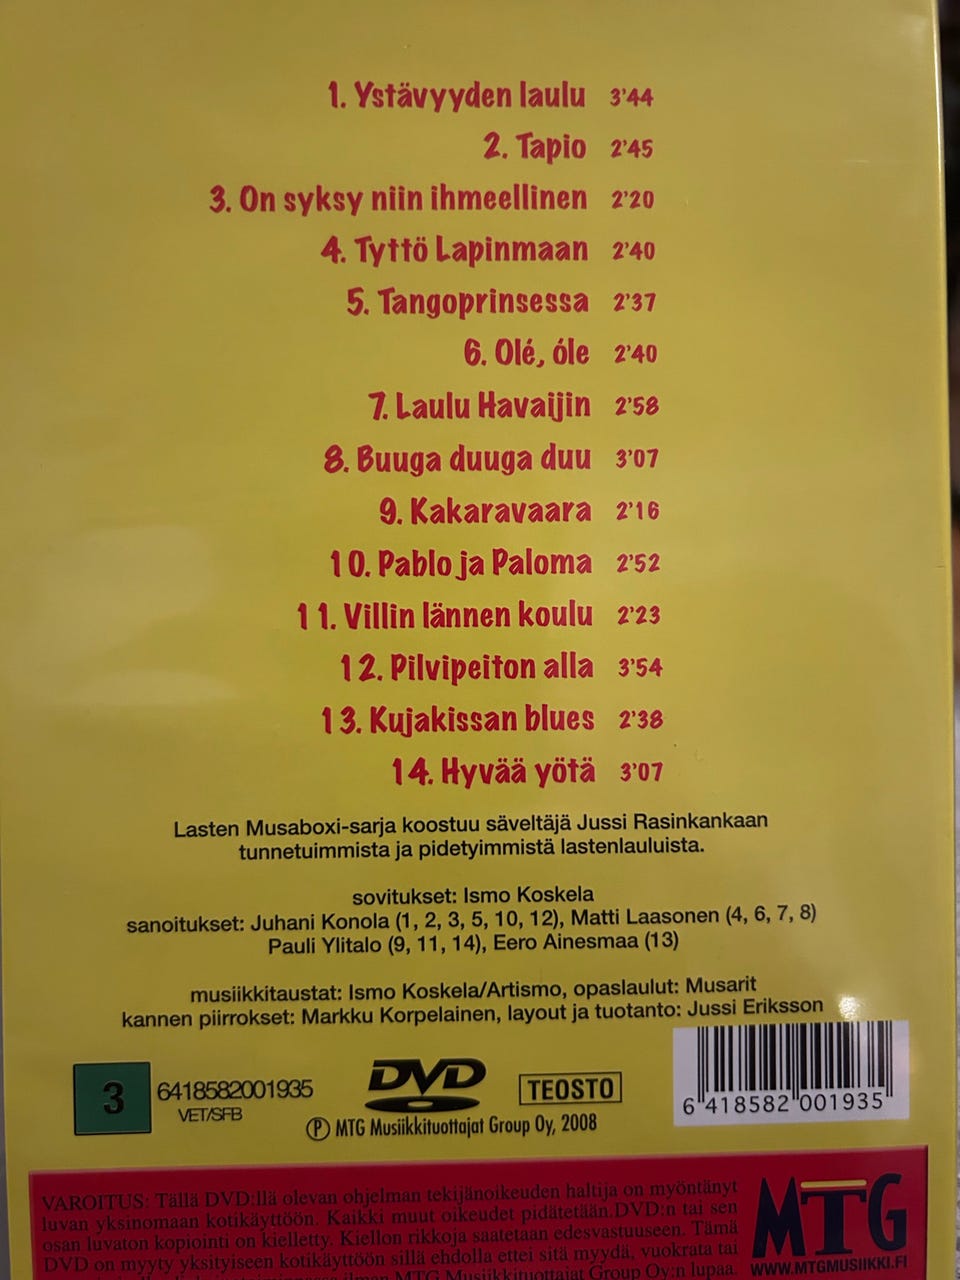 1. Ystävyyden laulu 3'44
2. Tapio 2'45
3. On syksy niin ihmeellinen 2'20
4. Tyttö Lapinmaan 2'40
5. Tangoprinsessa 2'37
6. Olé, óle 2'40
7. Laulu Havaijin 2'58
8. Buuga duuga duu 3'07
9. Kakaravaara 2'16
10. Pablo ja Paloma 2'52
11. Villin lännen koulu 2'23
12. Pilvipeiton alla 3'54
13. Kujakissan blues 2'38
14. Hyvää yötä 3'07
Lasten Musaboxi-sarja koostuu säveltäjä Jussi Rasinkankaan
tunnetuimmista ja pidetyimmistä lastenlauluista.
sovitukset: Ismo Koskela
sanoitukset: Juhani Konola (1, 2, 3, 5, 10, 12), Matti Laasonen (4, 6, 7, 8)
Pauli Ylitalo (9, 11, 14), Eero Ainesmaa (13)
musiikkitaustat: Ismo Koskela/Artismo, opaslaulut: Musarit
kannen piirrokset: Markku Korpelainen, layout ja tuotanto: Jussi Eriksson
3
6418582001935
VET/SFB
DVD
TEOSTO
Ⓟ MTG Musiikkituottajat Group Oy, 2008
6 418582 001935
VAROITUS: Tällä DVD:llä olevan ohjelman tekijänoikeuden haltija on myöntänyt
luvan yksinomaan kotikäyttöön. Kaikki muut oikeudet pidätetään.DVD:n tai sen
osan luvaton kopiointi on kielletty. Kiellon rikkoja saatetaan edesvastuuseen. Tämä
DVD on myyty yksityiseen kotikäyttöön sillä ehdolla ettei sitä myydä, vuokrata tai
ilman MTG Musiikkituottajat Group Oy:n lupaa.
MTG
WWW.MTGMUSIIKKI.FI